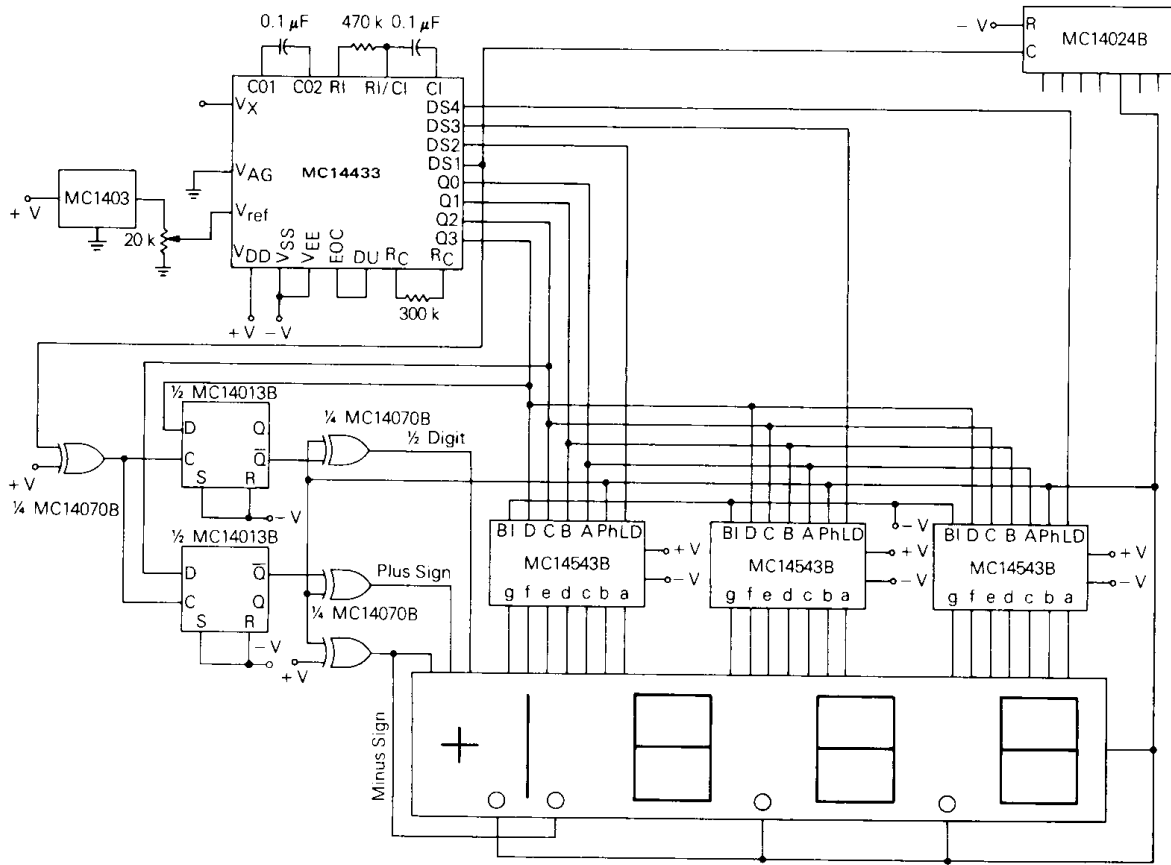 0.1 µF 470 k 0.1 µF
CO1 CO2 RI RI/CI CI
VX
VAG
Vref
VDD
VSS
VEE
EOC
DU
RC
RC
MC14433
DS4
DS3
DS2
DS1
Q0
Q1
Q2
Q3
MC1403
+ V
20 k
+ V
− V
300 k
− V
R
C
MC14024B
½ MC14013B
D
Q
C
Q̅
S
R
− V
+ V
¼ MC14070B
¼ MC14070B
½ Digit
½ MC14013B
D
Q̅
C
Q
S
R
− V
Plus Sign
¼ MC14070B
+ V
Minus Sign
BI D C B A Ph LD
MC14543B
g f e d c b a
+ V
− V
BI D C B A Ph LD
MC14543B
g f e d c b a
− V
+ V
− V
BI D C B A Ph LD
MC14543B
g f e d c b a
+ V
− V